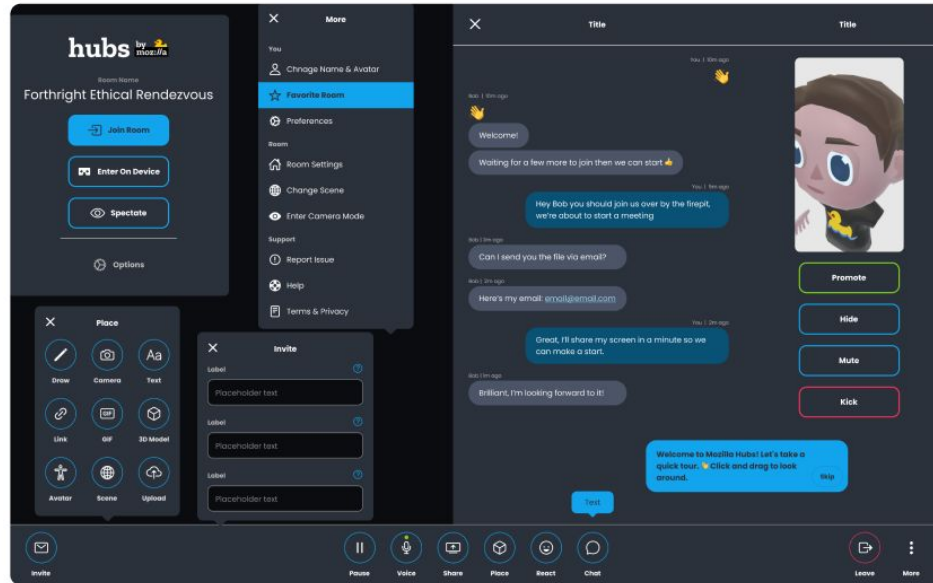 hubs by moz://a
Room Name
Forthright Ethical Rendezvous
Join Room
Enter On Device
Spectate
Options
More
You
Chnage Name & Avatar
Favorite Room
Preferences
Room
Room Settings
Change Scene
Enter Camera Mode
Support
Report Issue
Help
Terms & Privacy
Place
Draw
Camera
Aa
Text
Link
GIF
GIF
3D Model
Avatar
Scene
Upload
Invite
Label
Placeholder text
Label
Placeholder text
Label
Placeholder text
Title
You | 10m ago
Bob | 10m ago
👋
Welcome!
Waiting for a few more to join then we can start 👍
You | 5m ago
Hey Bob you should join us over by the firepit,
we're about to start a meeting
Bob | 2m ago
Can I send you the file via email?
Bob | 2m ago
Here's my email: email@email.com
You | 2m ago
Great, I'll share my screen in a minute so we
can make a start.
Bob | 1m ago
Brilliant, I'm looking forward to it!
Title
Promote
Hide
Mute
Kick
Welcome to Mozilla Hubs! Let's take a
quick tour. 👋 Click and drag to look
around.
Skip
Text
Invite
Pause
Voice
Share
Place
React
Chat
Leave
More